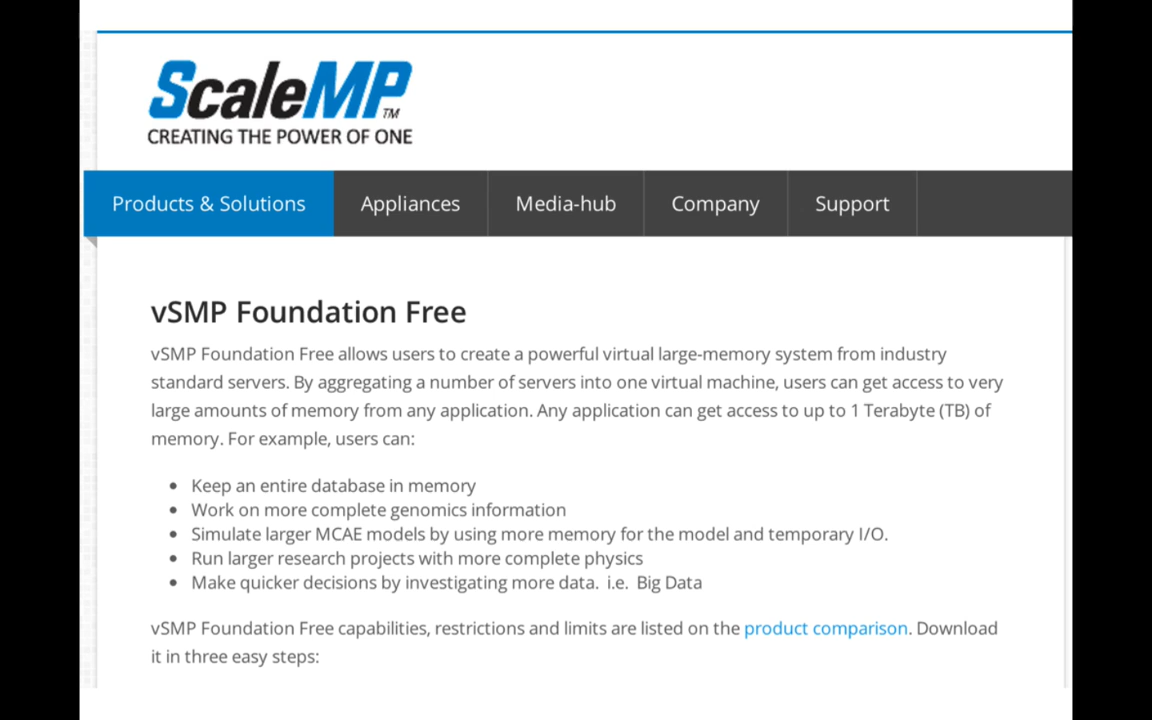 ScaleMP™
CREATING THE POWER OF ONE
Products & Solutions Appliances Media-hub Company Support
vSMP Foundation Free
vSMP Foundation Free allows users to create a powerful virtual large-memory system from industry
standard servers. By aggregating a number of servers into one virtual machine, users can get access to very
large amounts of memory from any application. Any application can get access to up to 1 Terabyte (TB) of
memory. For example, users can:
• Keep an entire database in memory
• Work on more complete genomics information
• Simulate larger MCAE models by using more memory for the model and temporary I/O.
• Run larger research projects with more complete physics
• Make quicker decisions by investigating more data.  i.e.  Big Data
vSMP Foundation Free capabilities, restrictions and limits are listed on the product comparison. Download
it in three easy steps: